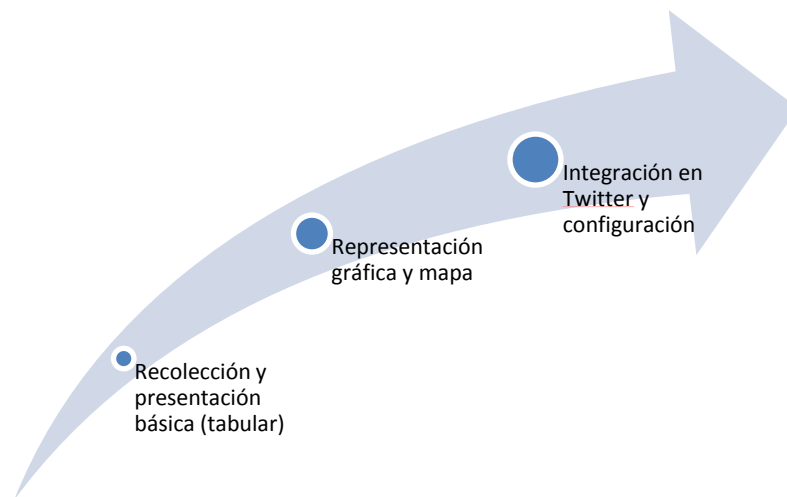 Integración en
Twitter y
configuración
Representación
gráfica y mapa
Recolección y
presentación
básica (tabular)